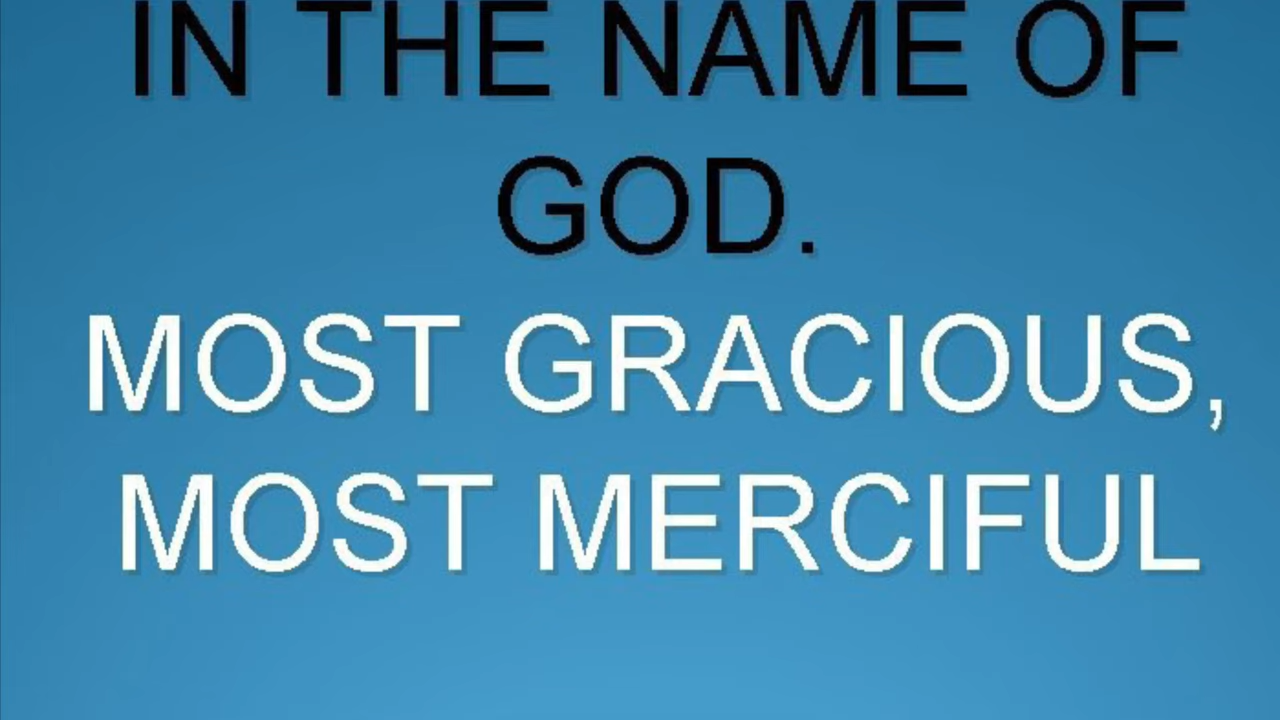 IN THE NAME OF
GOD.
MOST GRACIOUS,
MOST MERCIFUL